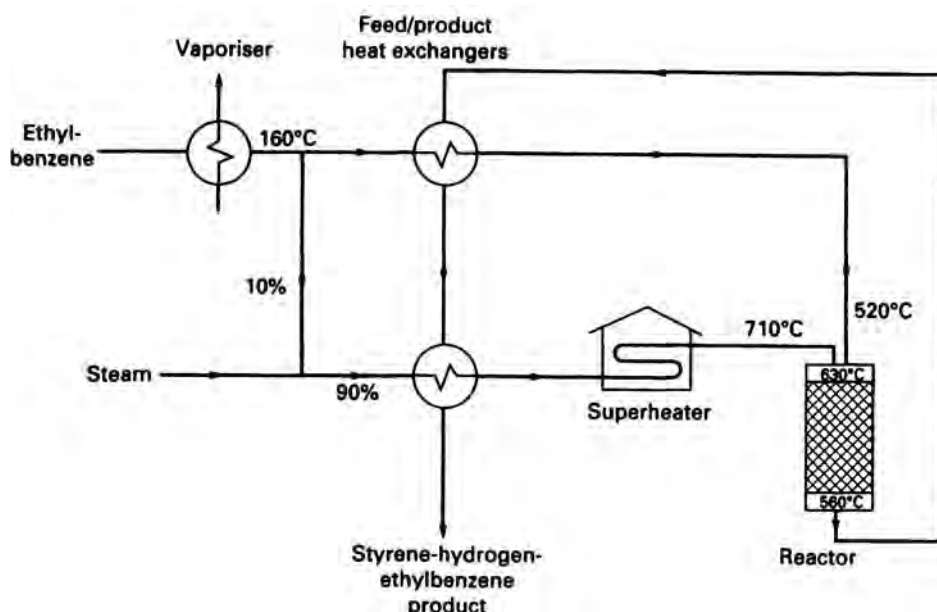 Feed/product
heat exchangers
Vaporiser
Ethyl-
benzene
160°C
10%
520°C
710°C
Steam
90%
630°C
Superheater
560°C
Styrene-hydrogen-
ethylbenzene
product
Reactor